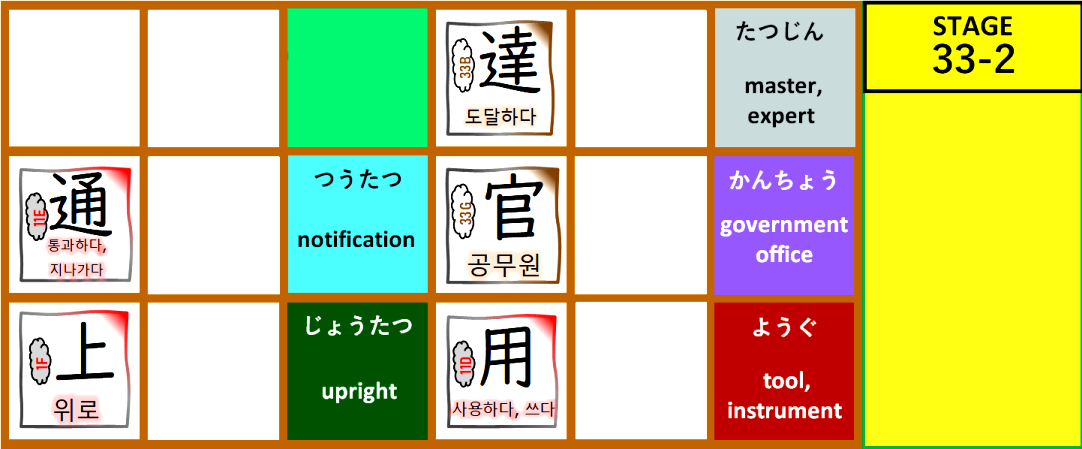 33B
達
도달하다
たつじん
master,
expert
STAGE
33-2
11E
通
통과하다,
지나가다
つうたつ
notification
33G
官
공무원
かんちょう
government
office
1F
上
위로
じょうたつ
upright
11D
用
사용하다, 쓰다
ようぐ
tool,
instrument